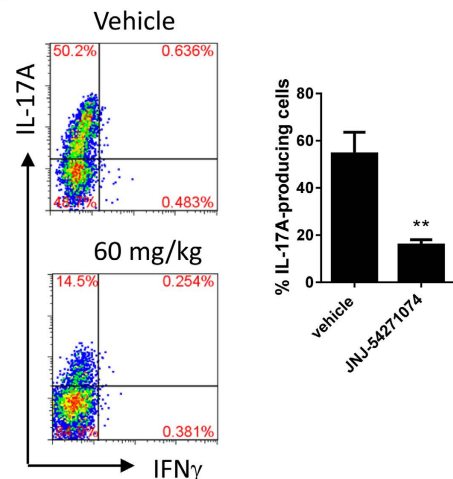 Vehicle
50.2%
0.636%
0.483%
IL-17A
60 mg/kg
14.5%
0.254%
0.381%
IFNγ
80
60
40
20
0
% IL-17A-producing cells
**
vehicle
JNJ-54271074